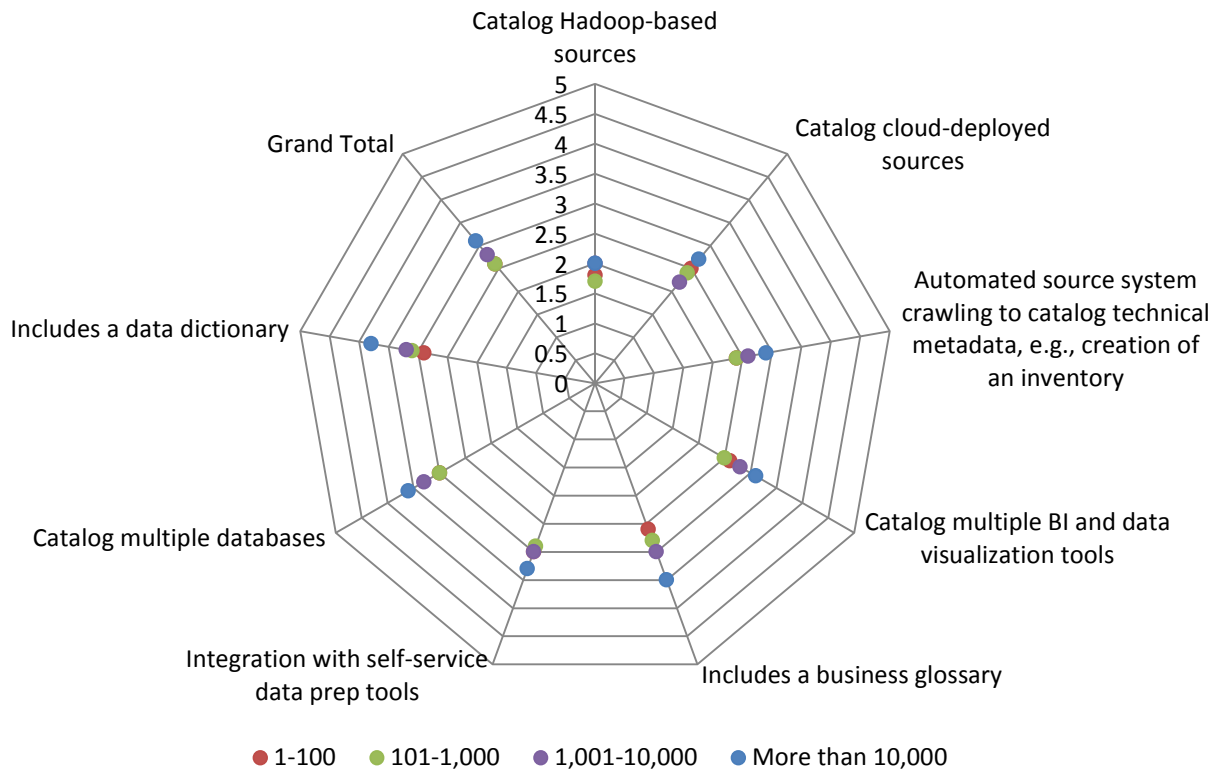 Catalog Hadoop-based
sources
5
4.5
4
3.5
3
2.5
2
1.5
1
0.5
0
Catalog cloud-deployed
sources
Automated source system
crawling to catalog technical
metadata, e.g., creation of
an inventory
Catalog multiple BI and data
visualization tools
Includes a business glossary
Integration with self-service
data prep tools
Catalog multiple databases
Includes a data dictionary
Grand Total
1-100 101-1,000 1,001-10,000 More than 10,000